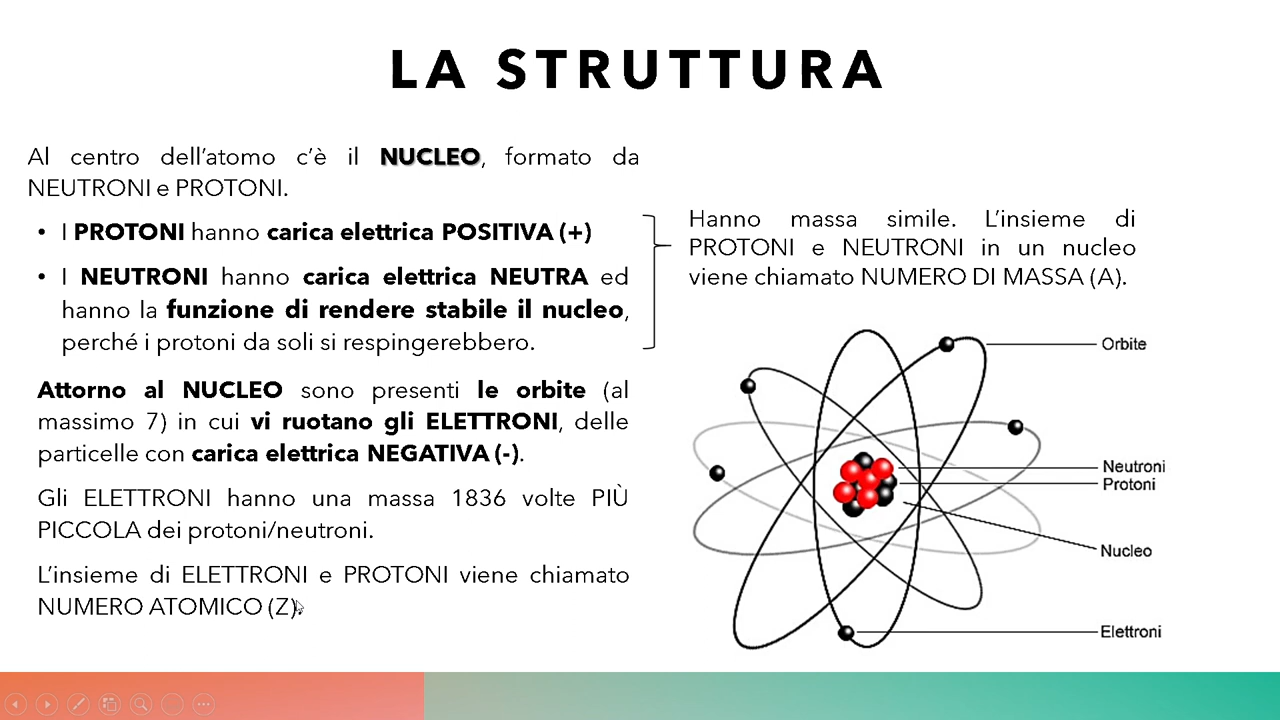 LA STRUTTURA
Al centro dell'atomo c'è il NUCLEO, formato da
NEUTRONI e PROTONI.
• I PROTONI hanno carica elettrica POSITIVA (+)
• I NEUTRONI hanno carica elettrica NEUTRA ed
hanno la funzione di rendere stabile il nucleo,
perché i protoni da soli si respingerebbero.
Attorno al NUCLEO sono presenti le orbite (al
massimo 7) in cui vi ruotano gli ELETTRONI, delle
particelle con carica elettrica NEGATIVA (-).
Gli ELETTRONI hanno una massa 1836 volte PIÙ
PICCOLA dei protoni/neutroni.
L'insieme di ELETTRONI e PROTONI viene chiamato
NUMERO ATOMICO (Z).
Hanno massa simile. L'insieme di
PROTONI e NEUTRONI in un nucleo
viene chiamato NUMERO DI MASSA (A).
Orbite
Neutroni
Protoni
Nucleo
Elettroni